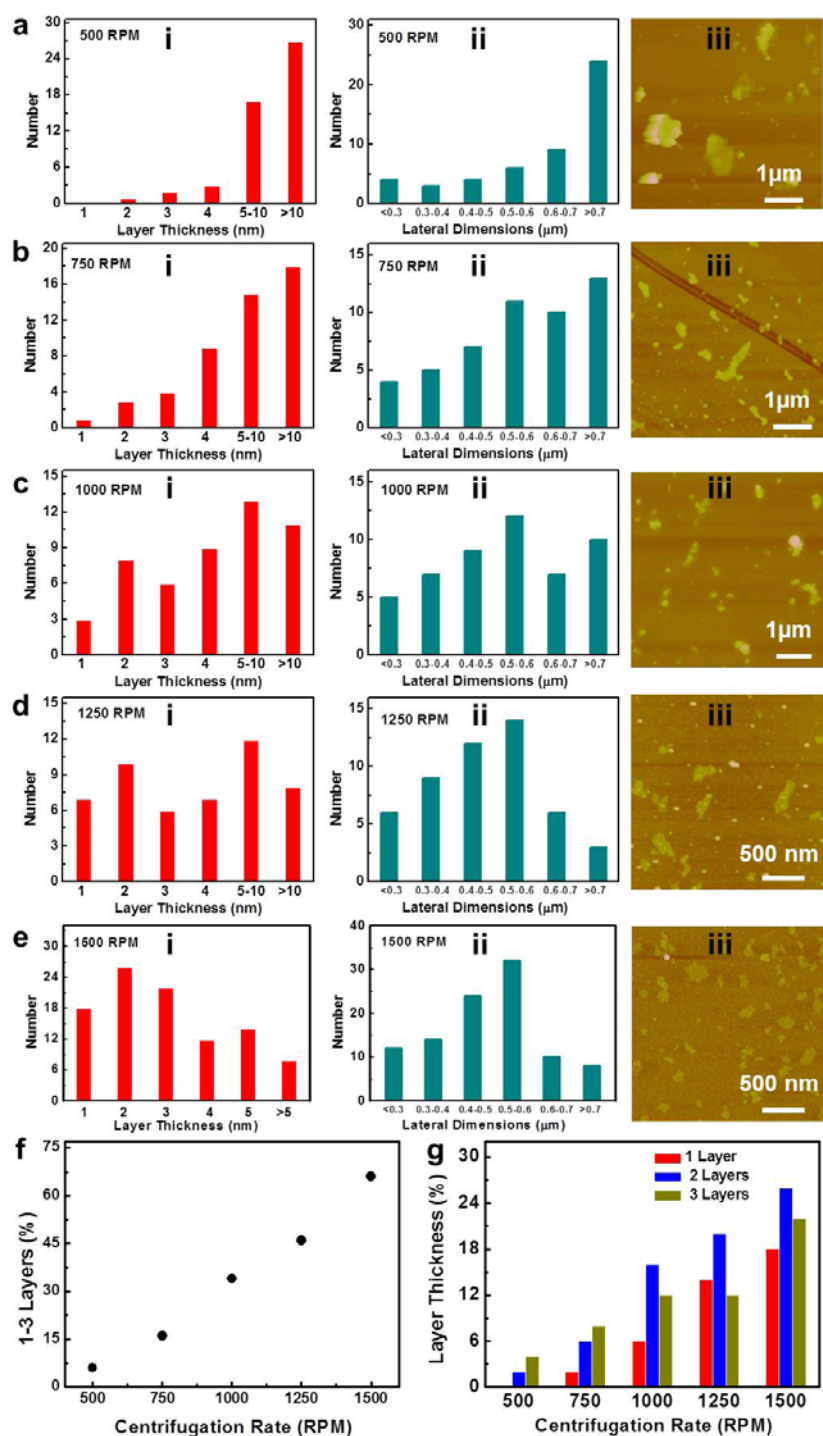 a
500 RPM
i
30
24
18
12
6
0
Number
1 2 3 4 5-10 >10
Layer Thickness (nm)
500 RPM
ii
30
20
10
0
Number
<0.3 0.3-0.4 0.4-0.5 0.5-0.6 0.6-0.7 >0.7
Lateral Dimensions (μm)
iii
1μm
b
750 RPM
i
20
16
12
8
4
0
Number
1 2 3 4 5-10 >10
Layer Thickness (nm)
750 RPM
ii
15
10
5
0
Number
<0.3 0.3-0.4 0.4-0.5 0.5-0.6 0.6-0.7 >0.7
Lateral Dimensions (μm)
iii
1μm
c
1000 RPM
i
15
12
9
6
3
0
Number
1 2 3 4 5-10 >10
Layer Thickness (nm)
1000 RPM
ii
15
10
5
0
Number
<0.3 0.3-0.4 0.4-0.5 0.5-0.6 0.6-0.7 >0.7
Lateral Dimensions (μm)
iii
1μm
d
1250 RPM
i
15
12
9
6
3
0
Number
1 2 3 4 5-10 >10
Layer Thickness (nm)
1250 RPM
ii
15
10
5
0
Number
<0.3 0.3-0.4 0.4-0.5 0.5-0.6 0.6-0.7 >0.7
Lateral Dimensions (μm)
iii
500 nm
e
1500 RPM
i
30
24
18
12
6
0
Number
1 2 3 4 5 >5
Layer Thickness (nm)
1500 RPM
ii
40
30
20
10
0
Number
<0.3 0.3-0.4 0.4-0.5 0.5-0.6 0.6-0.7 >0.7
Lateral Dimensions (μm)
iii
500 nm
f
75
60
45
30
15
0
1-3 Layers (%)
500 750 1000 1250 1500
Centrifugation Rate (RPM)
g
1 Layer
2 Layers
3 Layers
30
24
18
12
6
0
Layer Thickness (%)
500 750 1000 1250 1500
Centrifugation Rate (RPM)